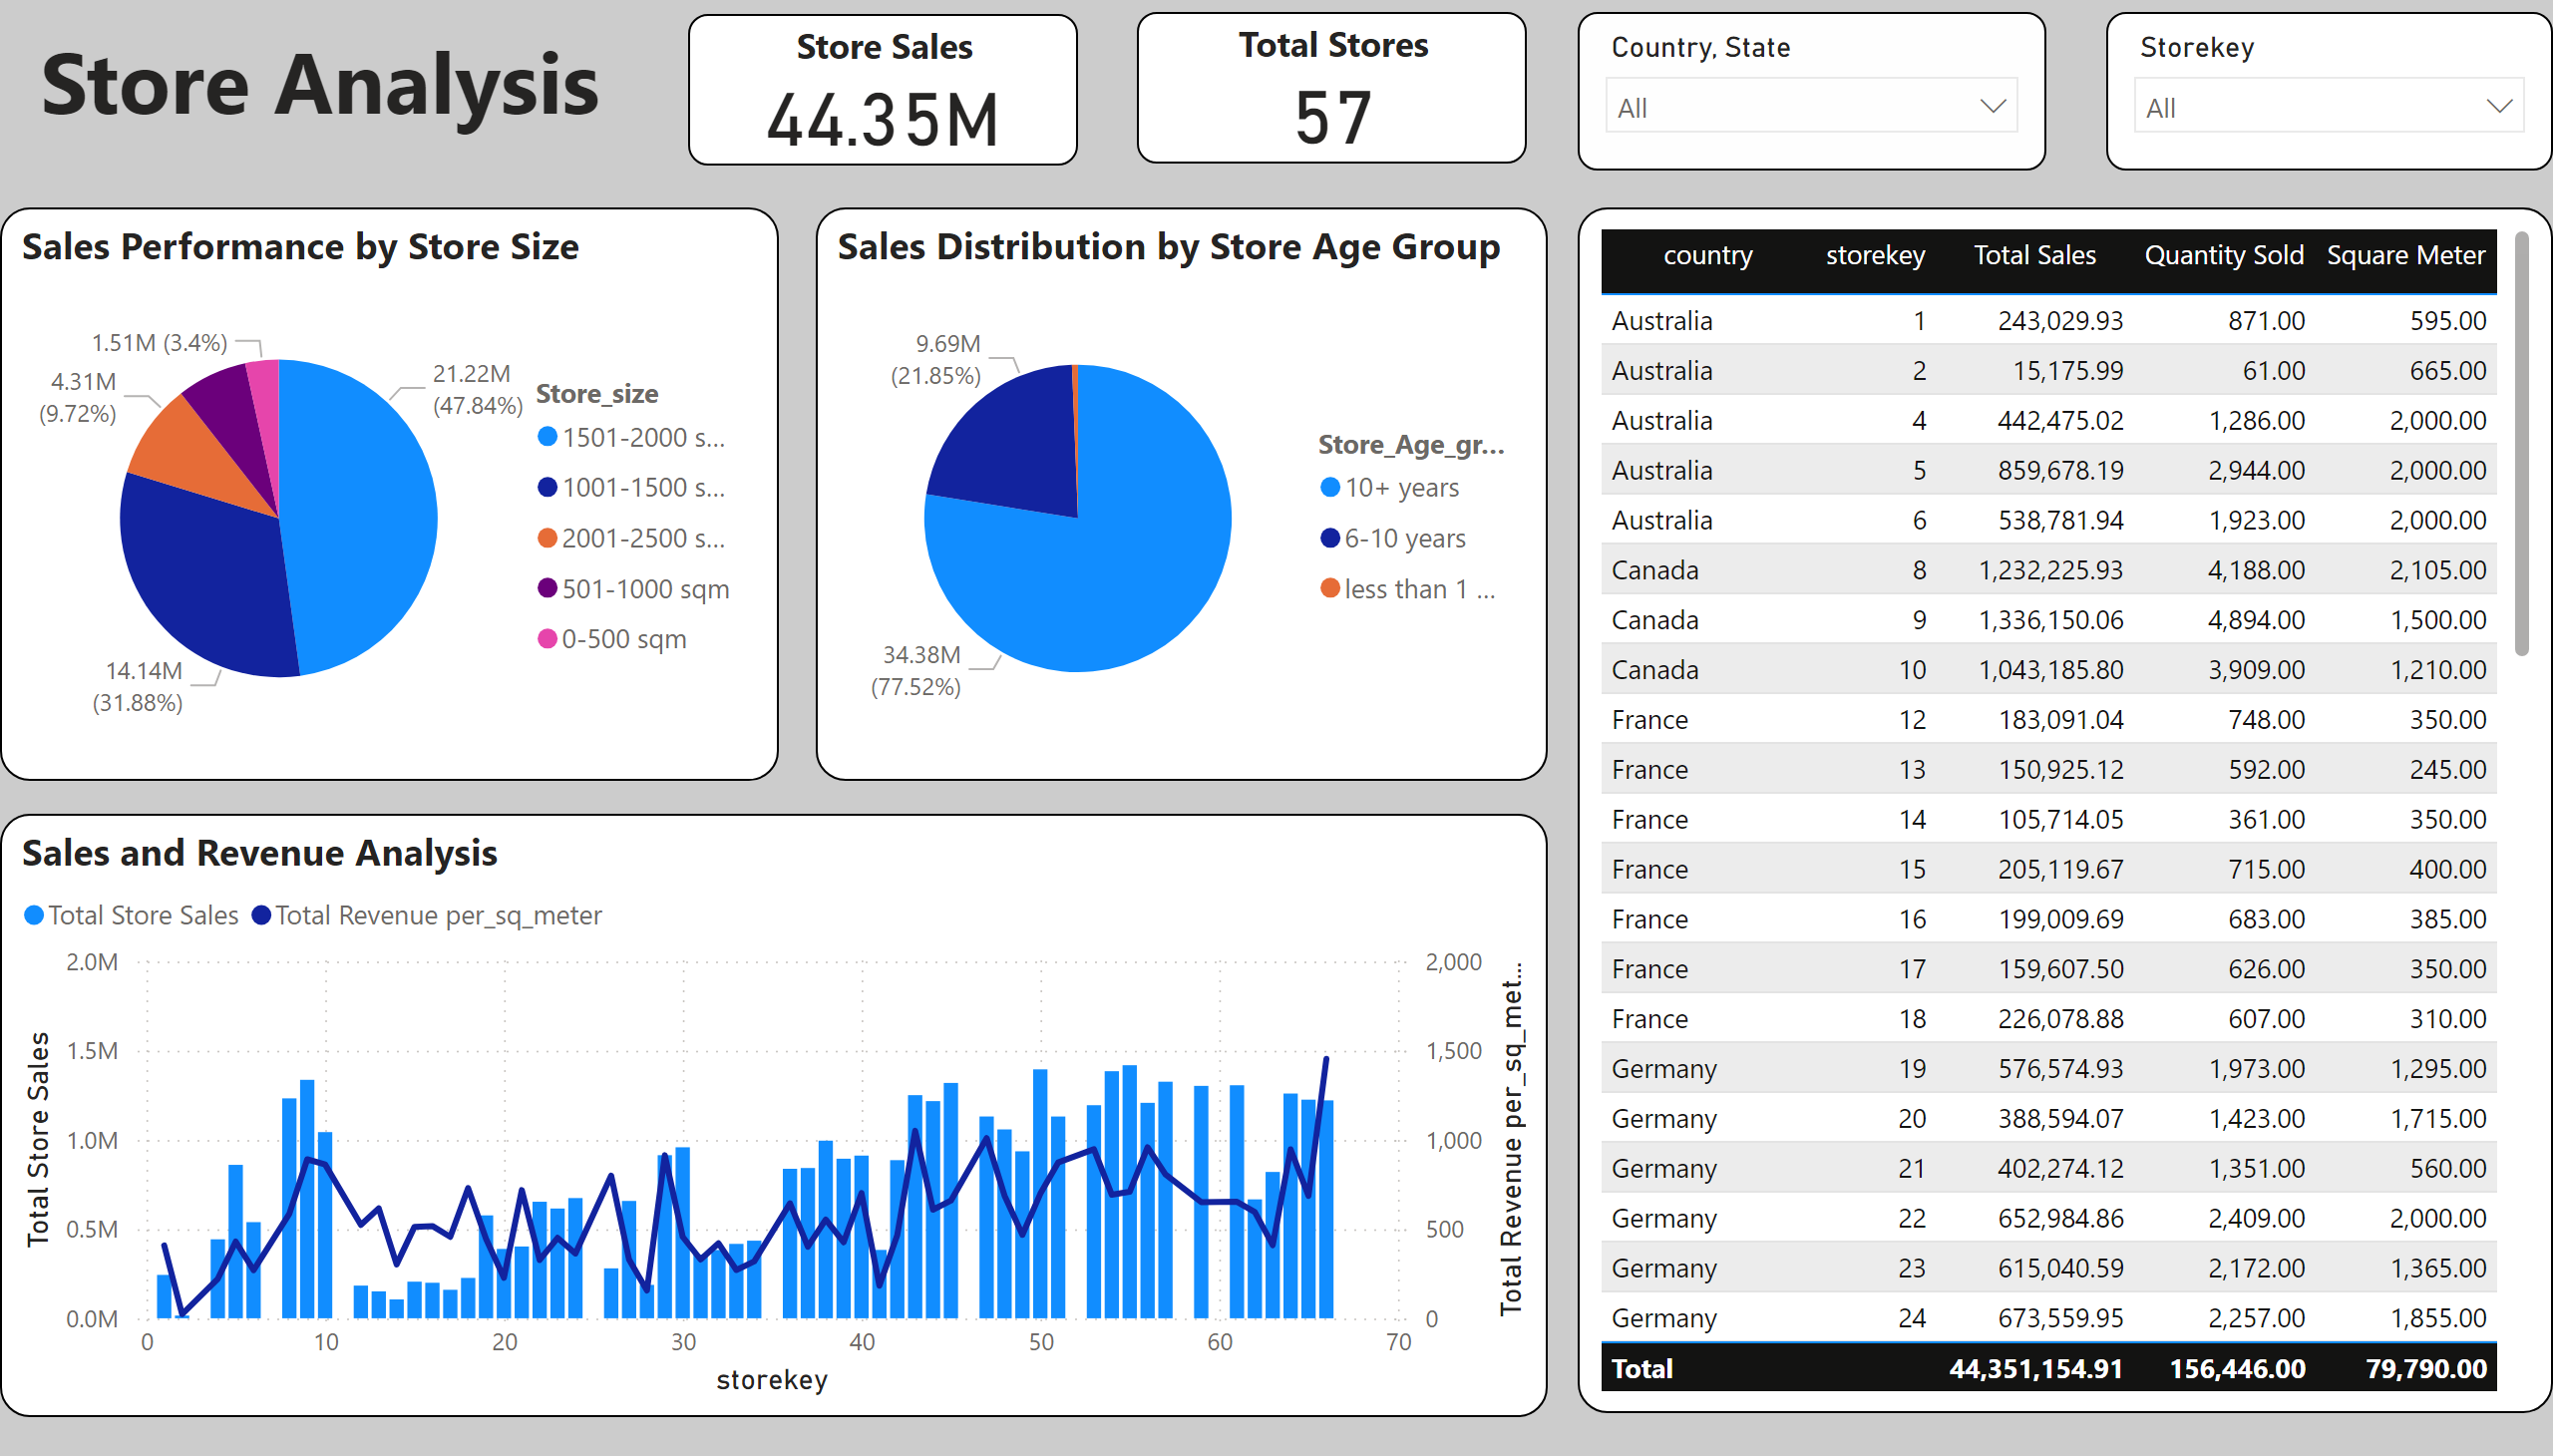 Store Analysis
Store Sales
44.35M
Total Stores
57
Country, State
All
Storekey
All
Sales Performance by Store Size
1.51M (3.4%)
4.31M
(9.72%)
21.22M
(47.84%)
14.14M
(31.88%)
Store_size
1501-2000 s...
1001-1500 s...
2001-2500 s...
501-1000 sqm
0-500 sqm
Sales Distribution by Store Age Group
9.69M
(21.85%)
34.38M
(77.52%)
Store_Age_gr...
10+ years
6-10 years
less than 1 ...
Sales and Revenue Analysis
Total Store Sales Total Revenue per_sq_meter
Total Store Sales
2.0M
1.5M
1.0M
0.5M
0.0M
0 10 20 30 40 50 60 70
storekey
2,000
1,500
1,000
500
0
Total Revenue per_sq_met...
country storekey Total Sales Quantity Sold Square Meter
Australia 1 243,029.93 871.00 595.00
Australia 2 15,175.99 61.00 665.00
Australia 4 442,475.02 1,286.00 2,000.00
Australia 5 859,678.19 2,944.00 2,000.00
Australia 6 538,781.94 1,923.00 2,000.00
Canada 8 1,232,225.93 4,188.00 2,105.00
Canada 9 1,336,150.06 4,894.00 1,500.00
Canada 10 1,043,185.80 3,909.00 1,210.00
France 12 183,091.04 748.00 350.00
France 13 150,925.12 592.00 245.00
France 14 105,714.05 361.00 350.00
France 15 205,119.67 715.00 400.00
France 16 199,009.69 683.00 385.00
France 17 159,607.50 626.00 350.00
France 18 226,078.88 607.00 310.00
Germany 19 576,574.93 1,973.00 1,295.00
Germany 20 388,594.07 1,423.00 1,715.00
Germany 21 402,274.12 1,351.00 560.00
Germany 22 652,984.86 2,409.00 2,000.00
Germany 23 615,040.59 2,172.00 1,365.00
Germany 24 673,559.95 2,257.00 1,855.00
Total 44,351,154.91 156,446.00 79,790.00